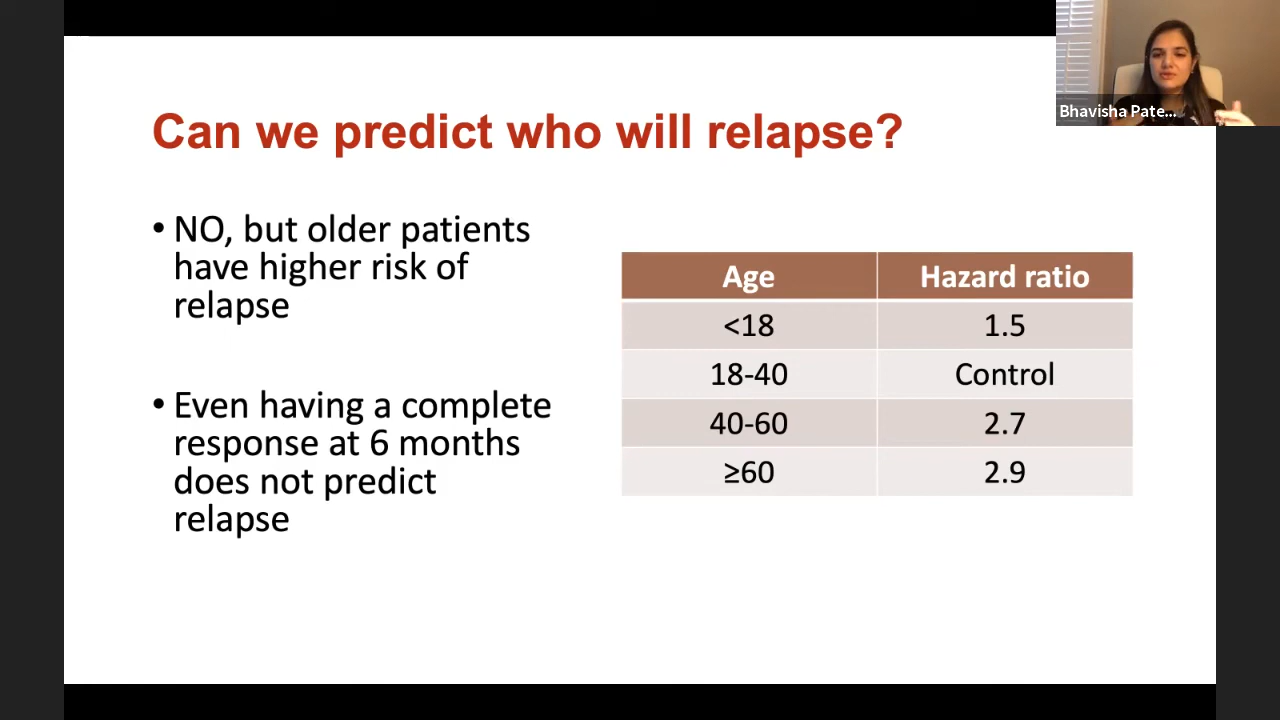 Bhavisha Pate...
Can we predict who will relapse?
• NO, but older patients
have higher risk of
relapse
• Even having a complete
response at 6 months
does not predict
relapse
Age Hazard ratio
<18 1.5
18-40 Control
40-60 2.7
≥60 2.9